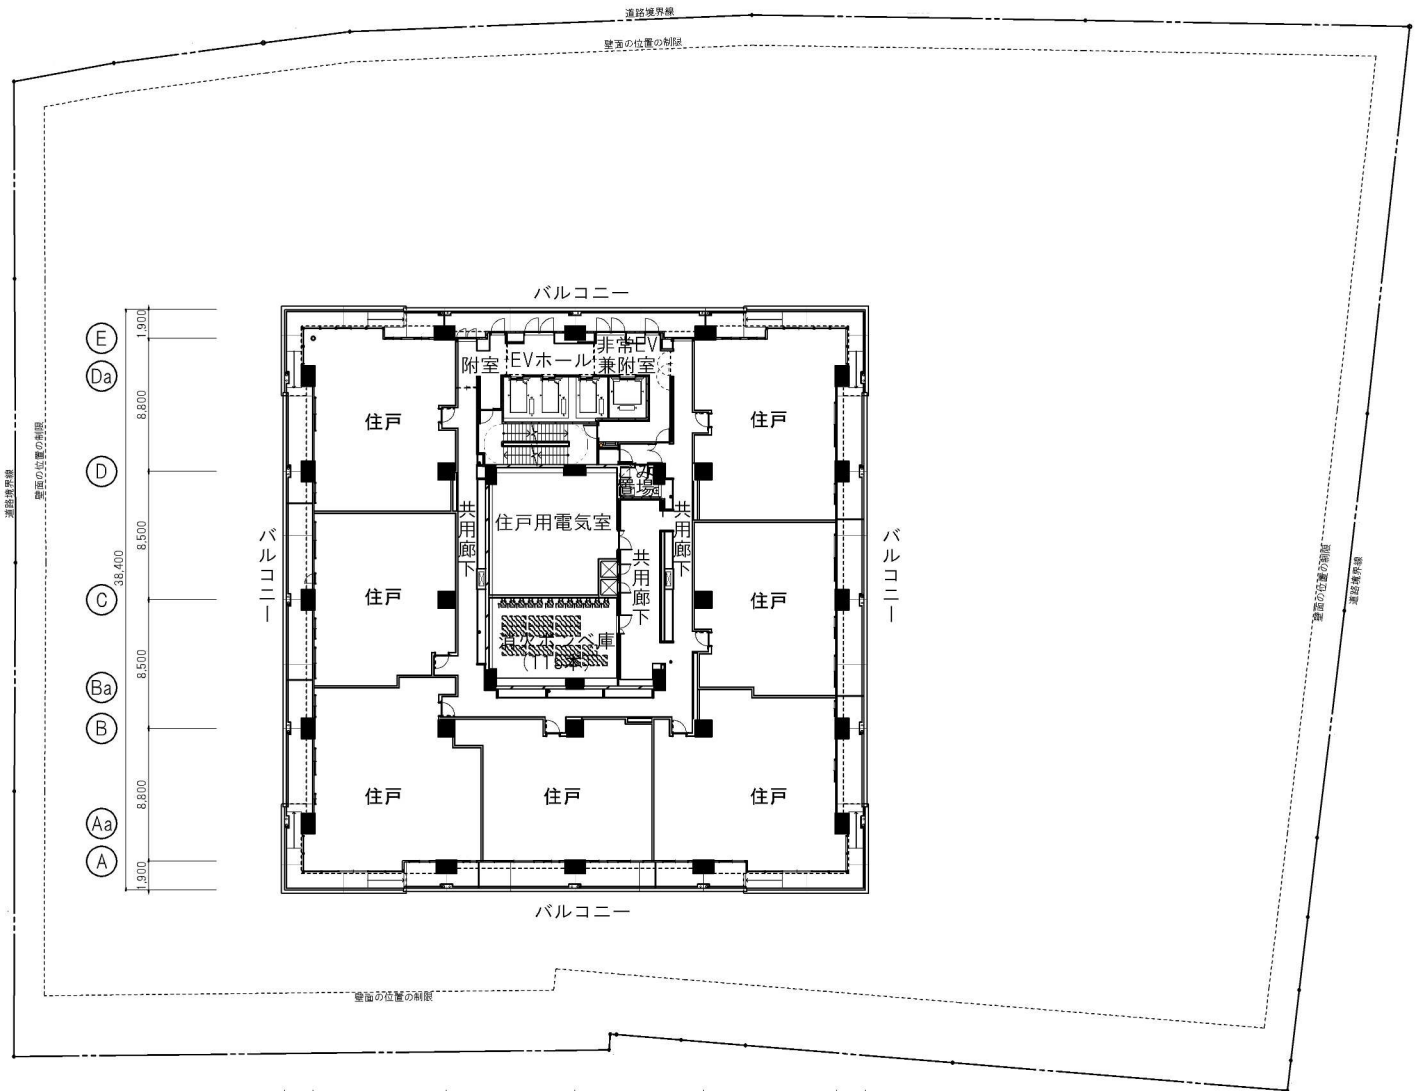 道路境界線
壁面の位置の制限
バルコニー
E
1,900
Da
8,800
附室
EVホール
非常EV
兼附室
住戸
住戸
D
ごみ
置場
道路境界線
壁面の位置の制限
バルコニー
8,500
38,400
共用廊下
住戸用電気室
共用廊下
共用廊下
バルコニー
C
住戸
住戸
壁面の位置の制限
道路境界線
8,500
消火ボンベ庫
Ba
B
8,800
住戸
住戸
住戸
Aa
A
1,900
バルコニー
壁面の位置の制限